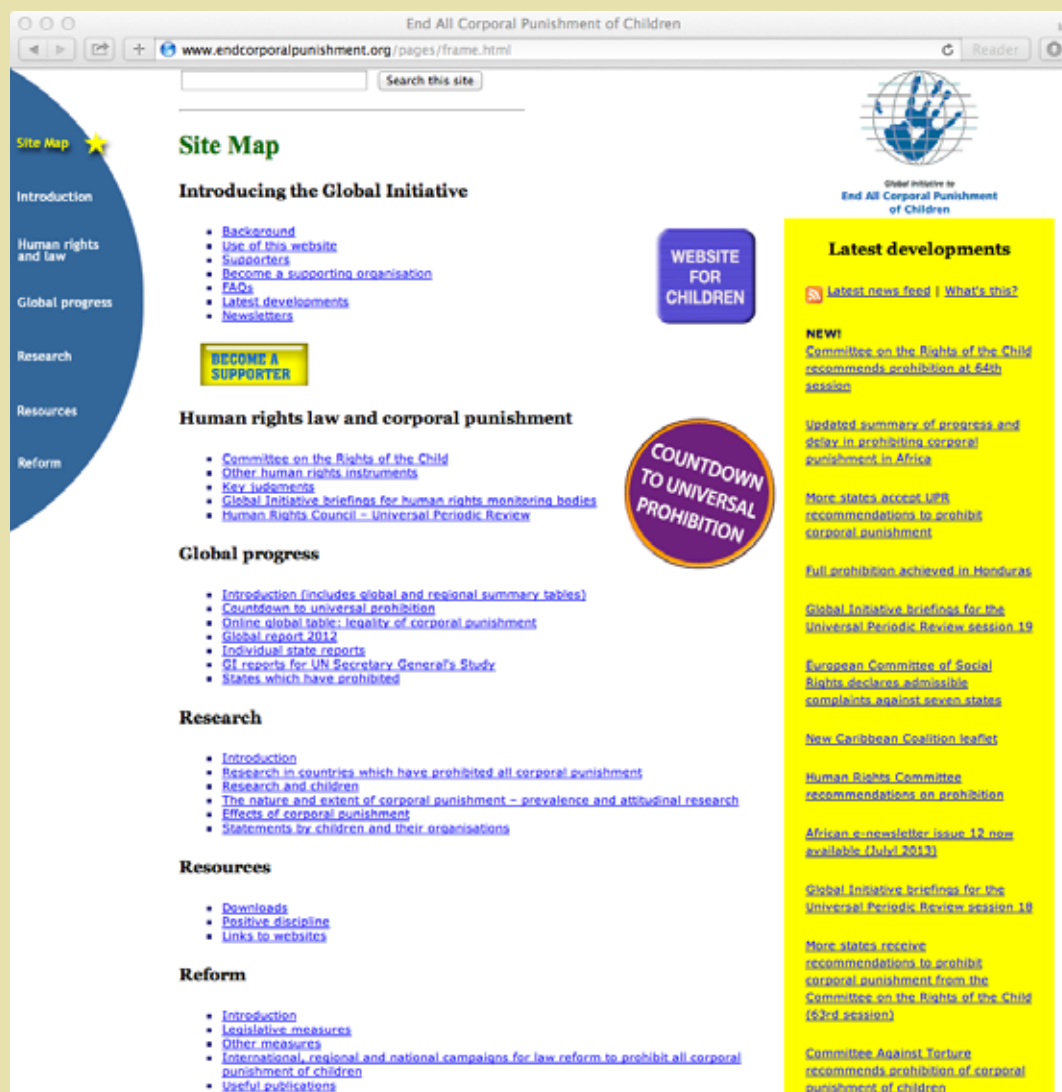 End All Corporal Punishment of Children
www.endcorporalpunishment.org/pages/frame.html
Reader
Search this site
Site Map
Introduction
Human rights
and law
Global progress
Research
Resources
Reform
Site Map
Introducing the Global Initiative
Background
Use of this website
Supporters
Become a supporting organisation
FAQs
Latest developments
Newsletters
WEBSITE
FOR
CHILDREN
BECOME A
SUPPORTER
Human rights law and corporal punishment
Committee on the Rights of the Child
Other human rights instruments
Key judgments
Global Initiative briefings for human rights monitoring bodies
Human Rights Council – Universal Periodic Review
COUNTDOWN
TO UNIVERSAL
PROHIBITION
Global progress
Introduction (includes global and regional summary tables)
Countdown to universal prohibition
Online global table: legality of corporal punishment
Global report 2012
Individual state reports
GI reports for UN Secretary General's Study
States which have prohibited
Research
Introduction
Research in countries which have prohibited all corporal punishment
Research and children
The nature and extent of corporal punishment – prevalence and attitudinal research
Effects of corporal punishment
Statements by children and their organisations
Resources
Downloads
Positive discipline
Links to websites
Reform
Introduction
Legislative measures
Other measures
International, regional and national campaigns for law reform to prohibit all corporal
punishment of children
Useful publications
Global Initiative to
End All Corporal Punishment
of Children
Latest developments
Latest news feed | What's this?
NEW!
Committee on the Rights of the Child
recommends prohibition at 64th
session
Updated summary of progress and
delay in prohibiting corporal
punishment in Africa
More states accept UPR
recommendations to prohibit
corporal punishment
Full prohibition achieved in Honduras
Global Initiative briefings for the
Universal Periodic Review session 19
European Committee of Social
Rights declares admissible
complaints against seven states
New Caribbean Coalition leaflet
Human Rights Committee
recommendations on prohibition
African e-newsletter issue 12 now
available (Julyl 2013)
Global Initiative briefings for the
Universal Periodic Review session 18
More states receive
recommendations to prohibit
corporal punishment from the
Committee on the Rights of the Child
(63rd session)
Committee Against Torture
recommends prohibition of corporal
punishment of children